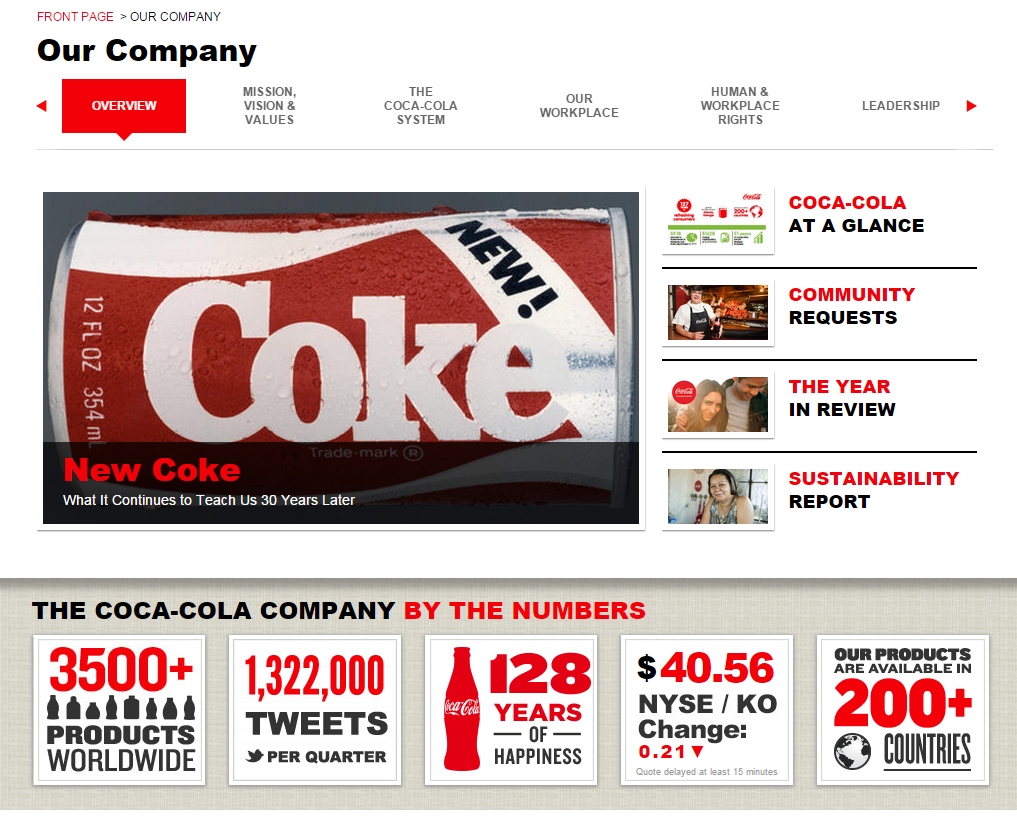 FRONT PAGE > OUR COMPANY
Our Company
OVERVIEW
MISSION,
VISION &
VALUES
THE
COCA-COLA
SYSTEM
OUR
WORKPLACE
HUMAN &
WORKPLACE
RIGHTS
LEADERSHIP
NEW!
Coke
12 FL OZ 354 mL
Trade-mark ®
New Coke
What It Continues to Teach Us 30 Years Later
COCA-COLA
AT A GLANCE
COMMUNITY
REQUESTS
Coca-Cola
THE YEAR
IN REVIEW
SUSTAINABILITY
REPORT
THE COCA-COLA COMPANY BY THE NUMBERS
3500+
PRODUCTS
WORLDWIDE
1,322,000
TWEETS
PER QUARTER
Coca-Cola
128
YEARS
OF
HAPPINESS
$40.56
NYSE / KO
Change:
0.21▼
Quote delayed at least 15 minutes
OUR PRODUCTS
ARE AVAILABLE IN
200+
COUNTRIES